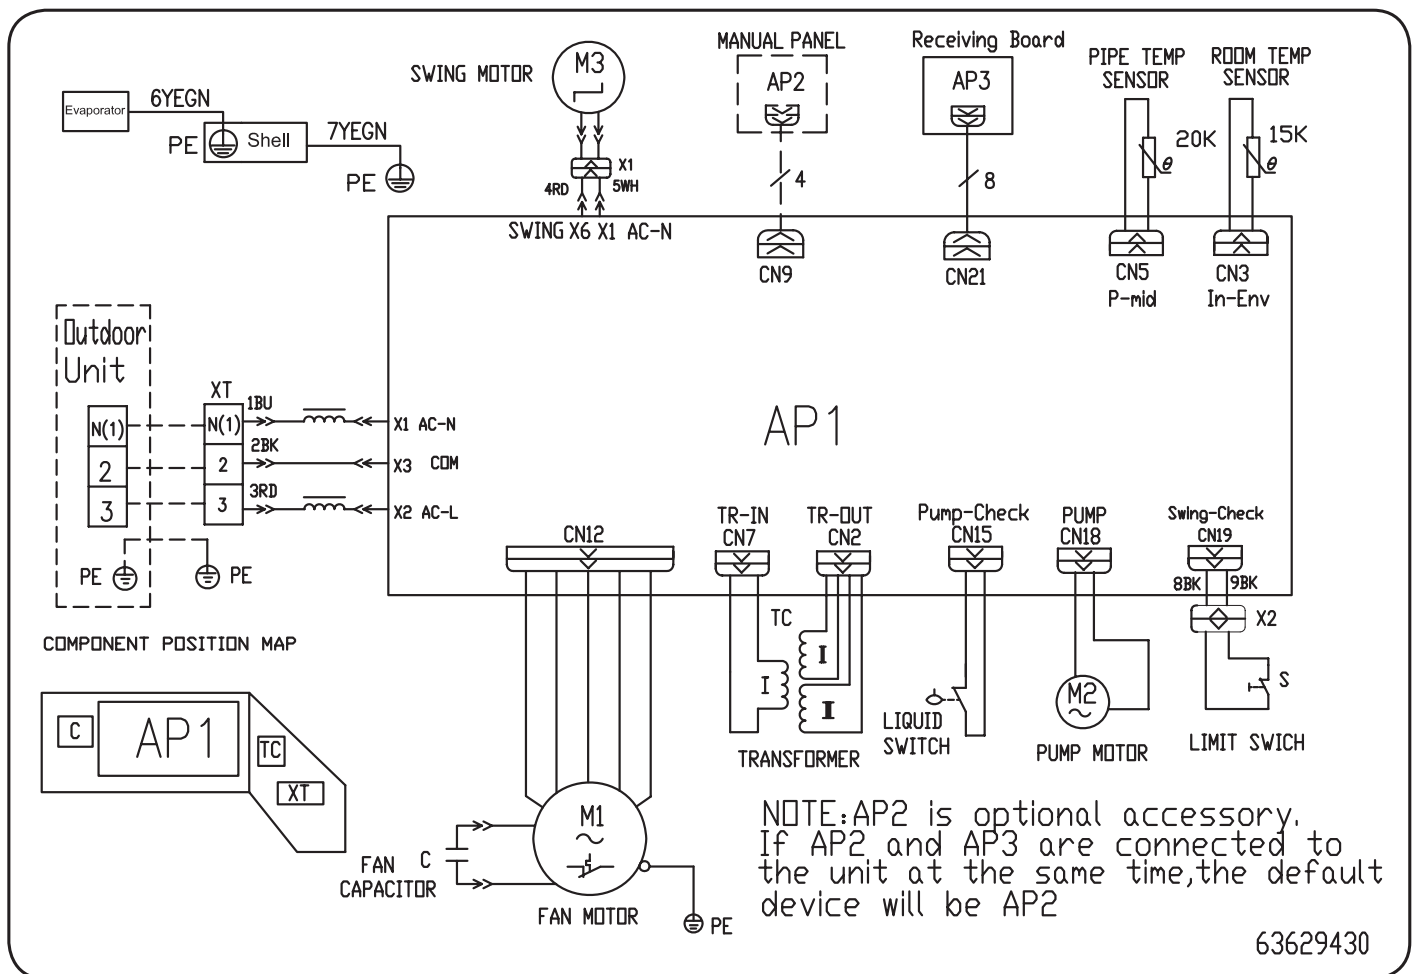 MANUAL PANEL
Receiving Board
SWING MOTOR
M3
AP2
AP3
PIPE TEMP
SENSOR
ROOM TEMP
SENSOR
Evaporator
6YEGN
PE
Shell
7YEGN
PE
X1
4RD
5WH
4
8
20K
θ
15K
θ
SWING X6 X1 AC-N
CN9
CN21
CN5
P-mid
CN3
In-Env
Outdoor
Unit
XT
N(1)
2
3
N(1)
2
3
1BU
2BK
3RD
X1 AC-N
X3 COM
X2 AC-L
PE
PE
AP1
CN12
TR-IN
CN7
TR-OUT
CN2
Pump-Check
CN15
PUMP
CN18
Swing-Check
CN19
8BK
9BK
X2
TC
I
I
I
TRANSFORMER
LIQUID
SWITCH
M2
PUMP MOTOR
S
LIMIT SWICH
COMPONENT POSITION MAP
C
AP1
TC
XT
M1
C
FAN
CAPACITOR
FAN MOTOR
PE
NOTE:AP2 is optional accessory.
If AP2 and AP3 are connected to
the unit at the same time,the default
device will be AP2
63629430